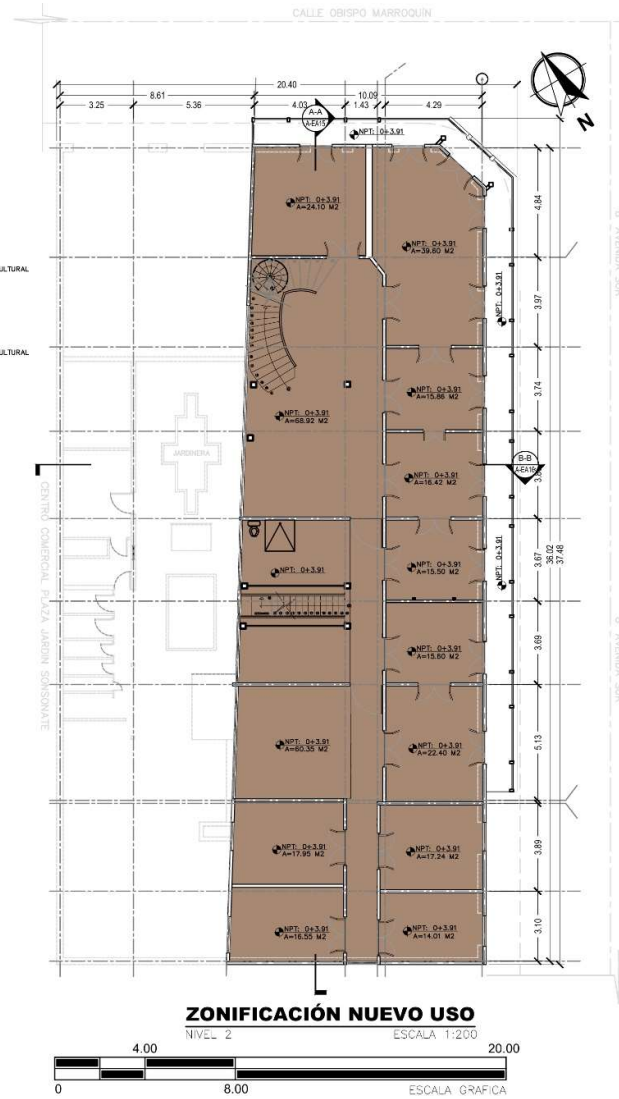 CALLE OBISPO MARROQUÍN
20.40
8.61
10.09
3.25
5.36
4.03
1.43
4.29
A-A
A-EA15
NPT: 0+3.91
N
NPT: 0+3.91
A=24.10 M2
NPT: 0+3.91
A=39.60 M2
4.84
ULTURAL
3.97
NPT: 0+3.91
ULTURAL
NPT: 0+3.91
A=15.86 M2
3.74
NPT: 0+3.91
A=68.92 M2
JARDINERA
B-B
A-EA16
NPT: 0+3.91
A=16.42 M2
CENTRO COMERCIAL PLAZA JARDIN SONSONATE
NPT: 0+3.91
NPT: 0+3.91
A=15.50 M2
NPT: 0+3.91
3.67
36.02
37.48
NPT: 0+3.91
A=15.60 M2
3.69
NPT: 0+3.91
A=60.35 M2
NPT: 0+3.91
A=22.40 M2
5.13
NPT: 0+3.91
A=17.95 M2
NPT: 0+3.91
A=17.24 M2
3.89
NPT: 0+3.91
A=16.55 M2
NPT: 0+3.91
A=14.01 M2
3.10
ZONIFICACIÓN NUEVO USO
NIVEL 2
ESCALA 1:200
4.00
20.00
0
8.00
ESCALA GRAFICA